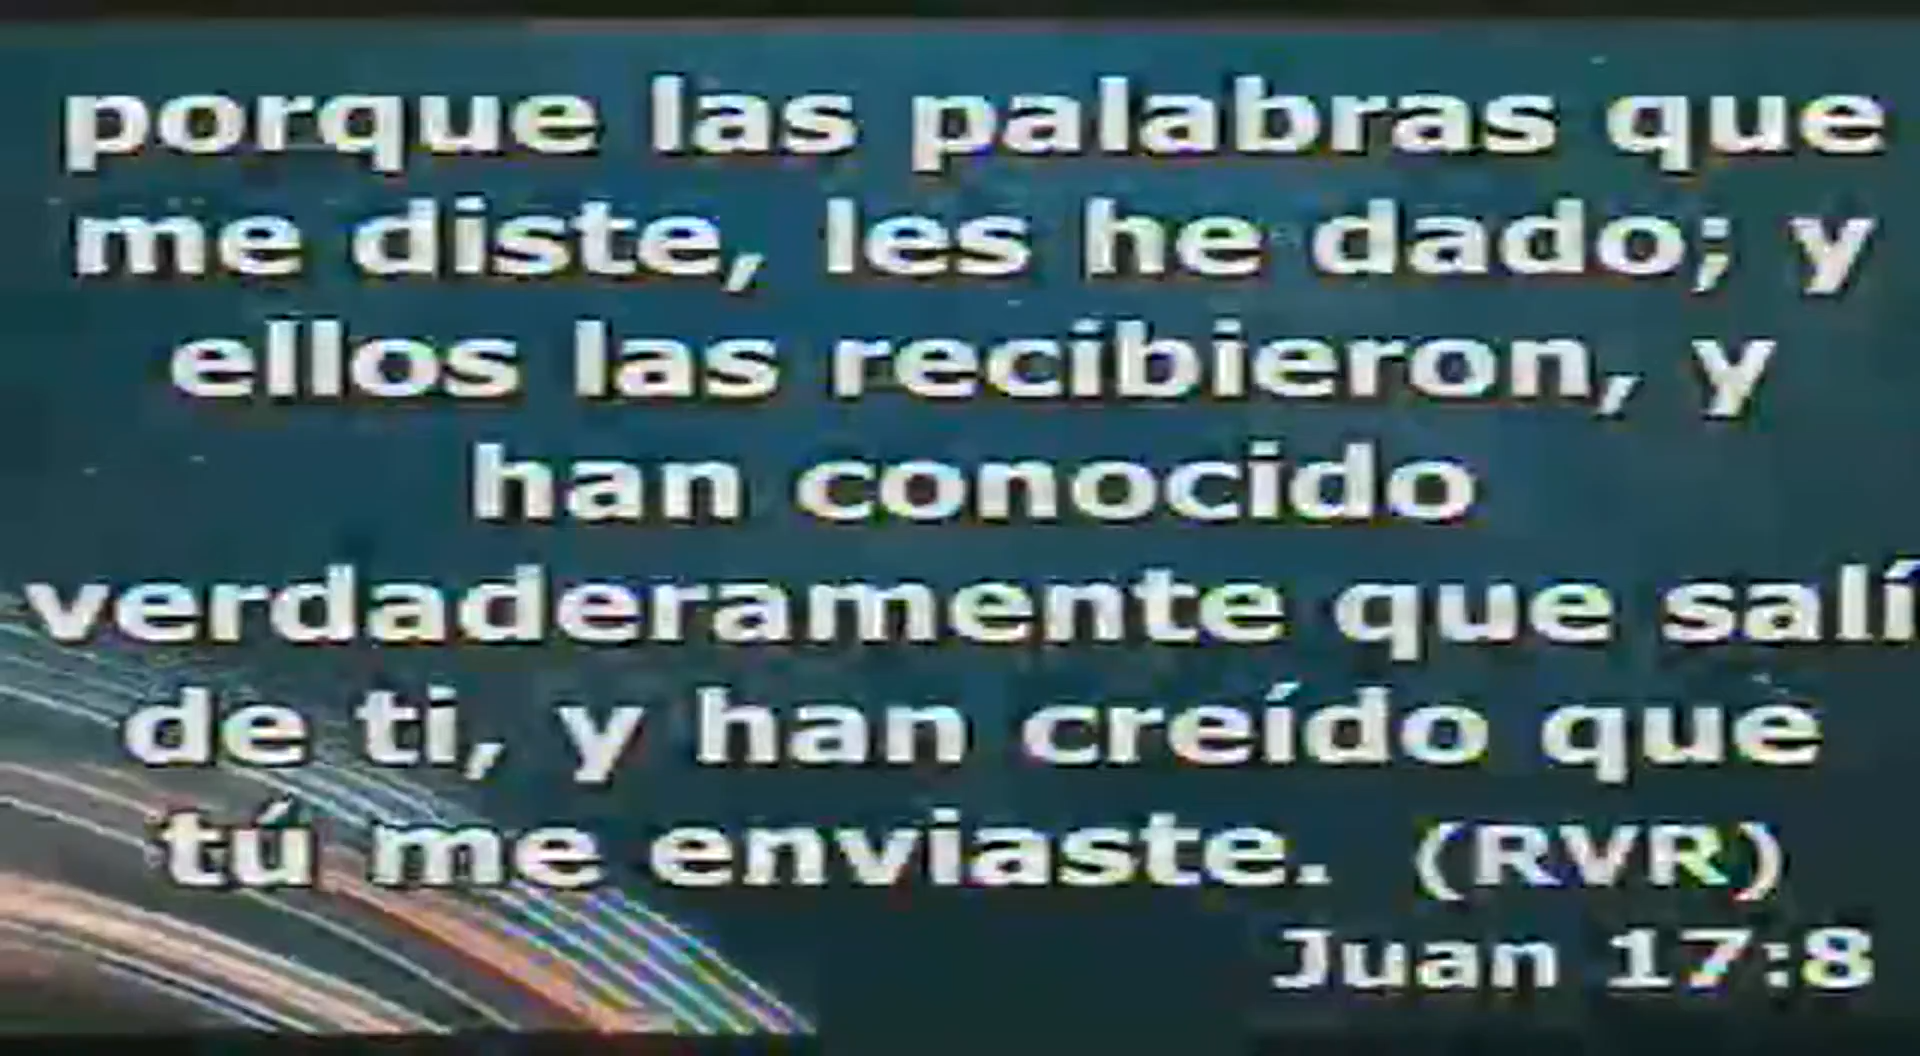 porque las palabras que
me diste, les he dado; y
ellos las recibieron, y
han conocido
verdaderamente que salí
de ti, y han creído que
tú me enviaste. (RVR)
Juan 17:8